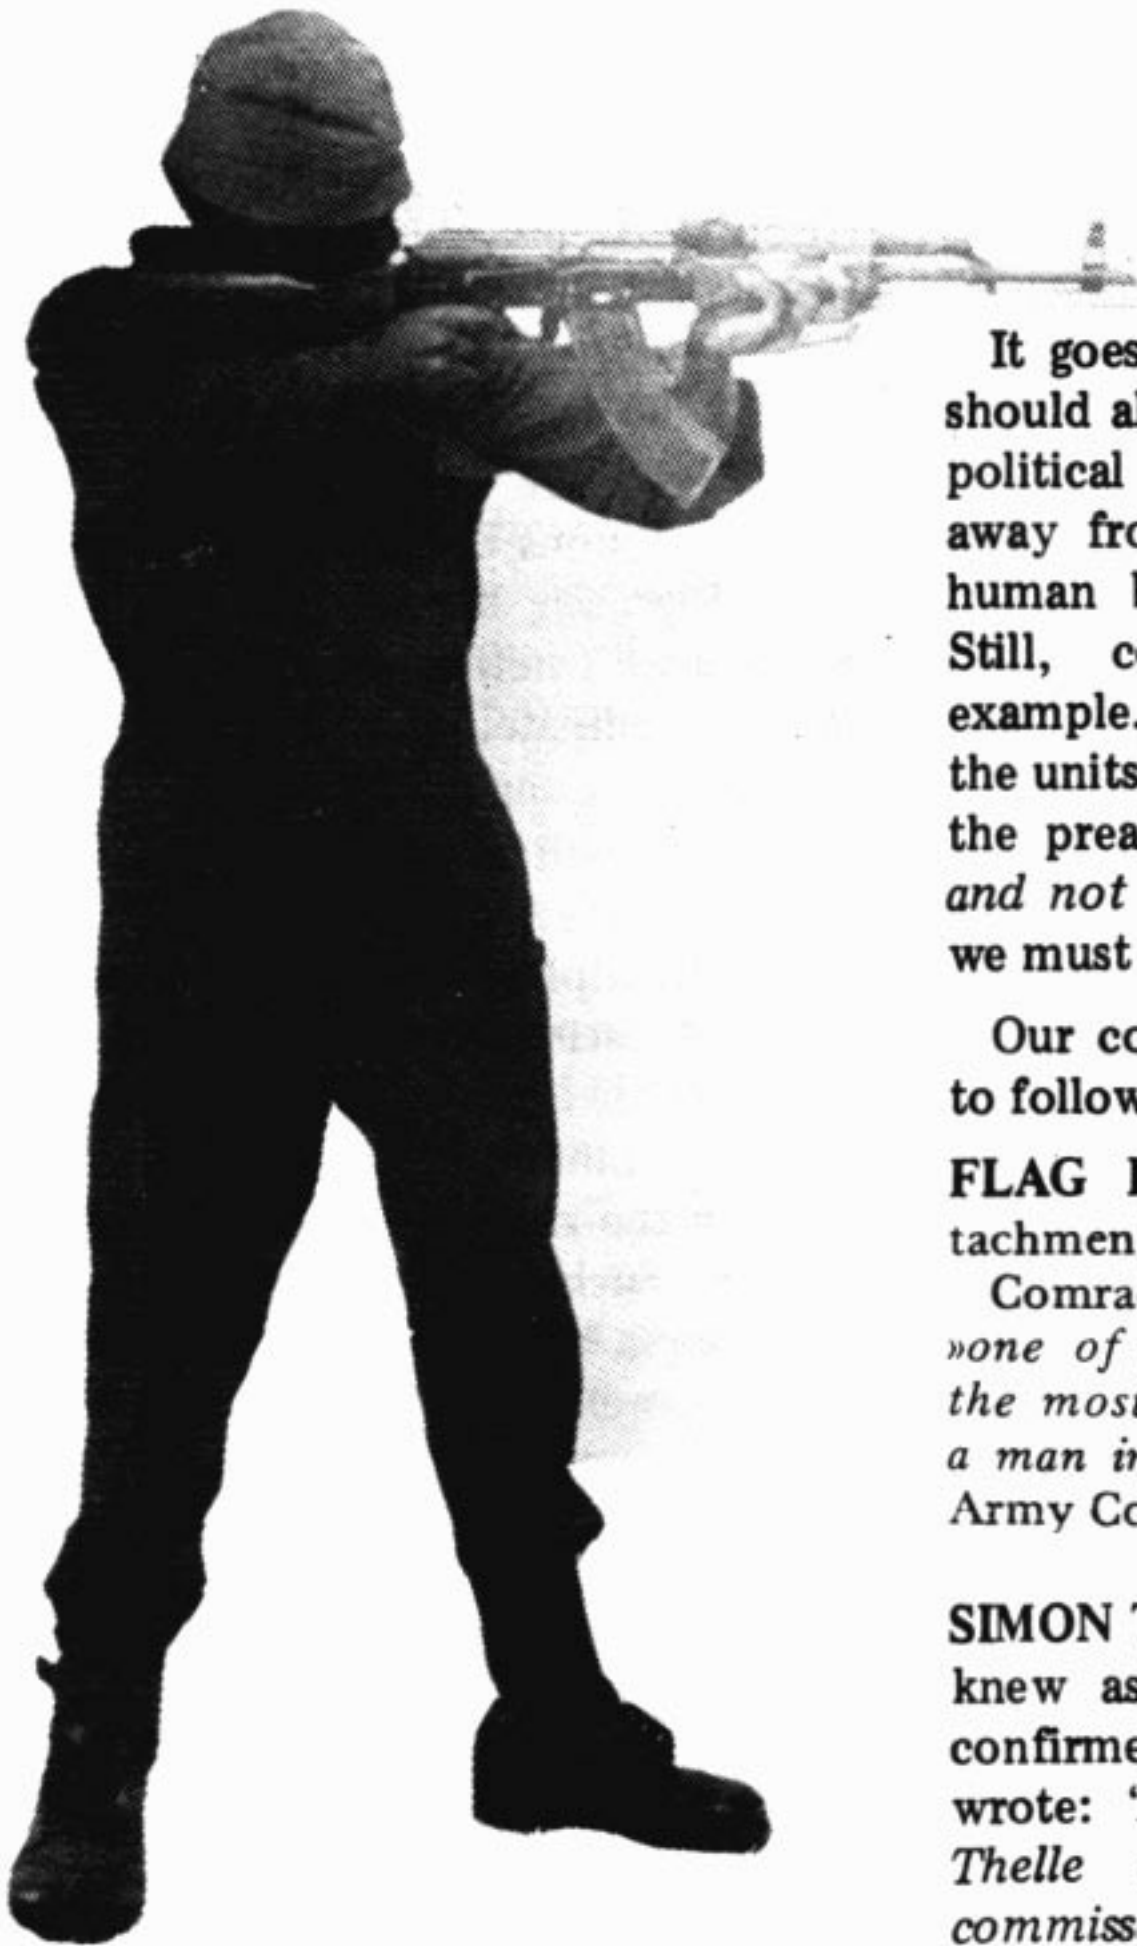 It goes
should al
political
away fro
human b
Still, co
example.
the units
the prea
and not
we must
Our co
to follow
FLAG B
tachmen
Comra
»one of
the most
a man in
Army Co
SIMON T
knew as
confirme
wrote: ‘
Thelle
commiss